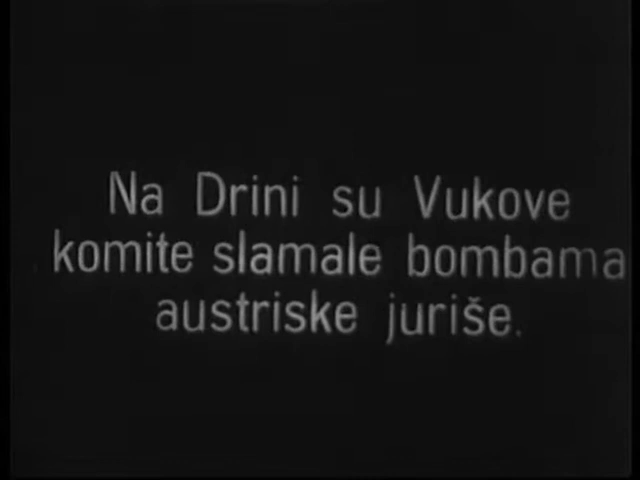 Na Drini su Vukove
komite slamale bombama
austriske juriše.